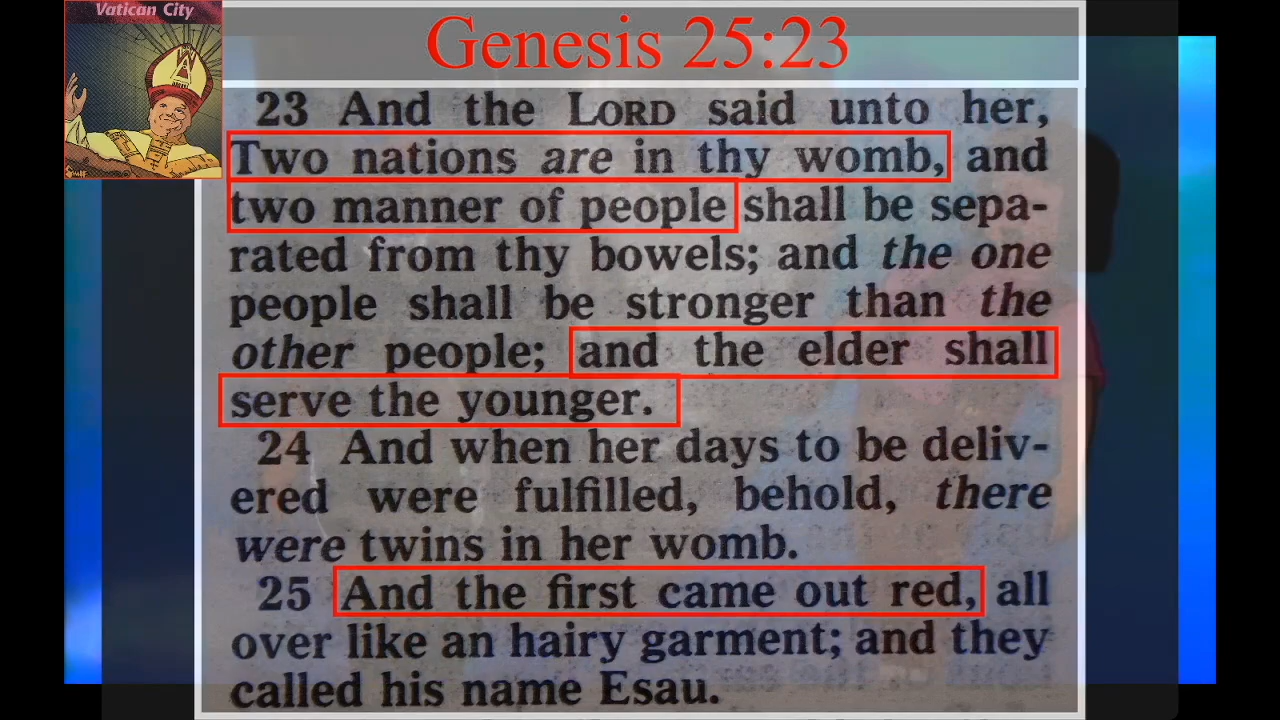 Vatican City
Genesis 25:23
23 And the LORD said unto her,
Two nations are in thy womb, and
two manner of people shall be sepa-
rated from thy bowels; and the one
people shall be stronger than the
other people; and the elder shall
serve the younger.
24 And when her days to be deliv-
ered were fulfilled, behold, there
were twins in her womb.
25 And the first came out red, all
over like an hairy garment; and they
called his name Esau.